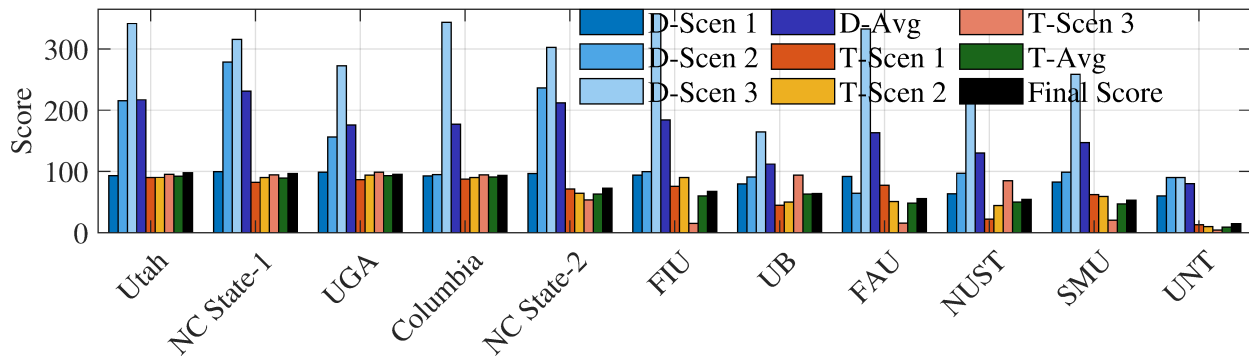 D-Scen 1 D-Avg T-Scen 3
D-Scen 2 T-Scen 1 T-Avg
D-Scen 3 T-Scen 2 Final Score
Score
300
200
100
0
Utah NC State-1 UGA Columbia NC State-2 FIU UB FAU NUST SMU UNT